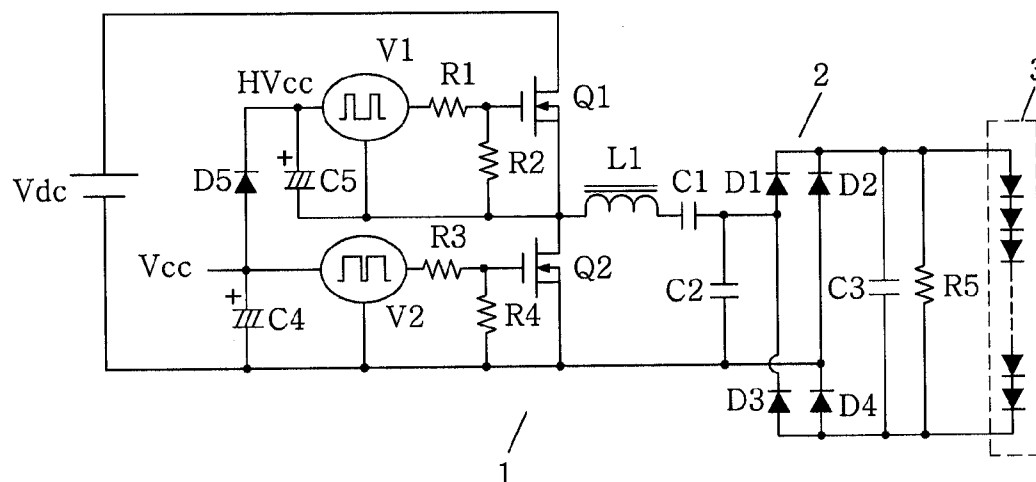 V1
HVcc
R1
Q1
2
3
R2
L1
C1
D1
D2
Vdc
D5
+
C5
R3
Vcc
Q2
C2
C3
R5
+
C4
V2
R4
D3
D4
1